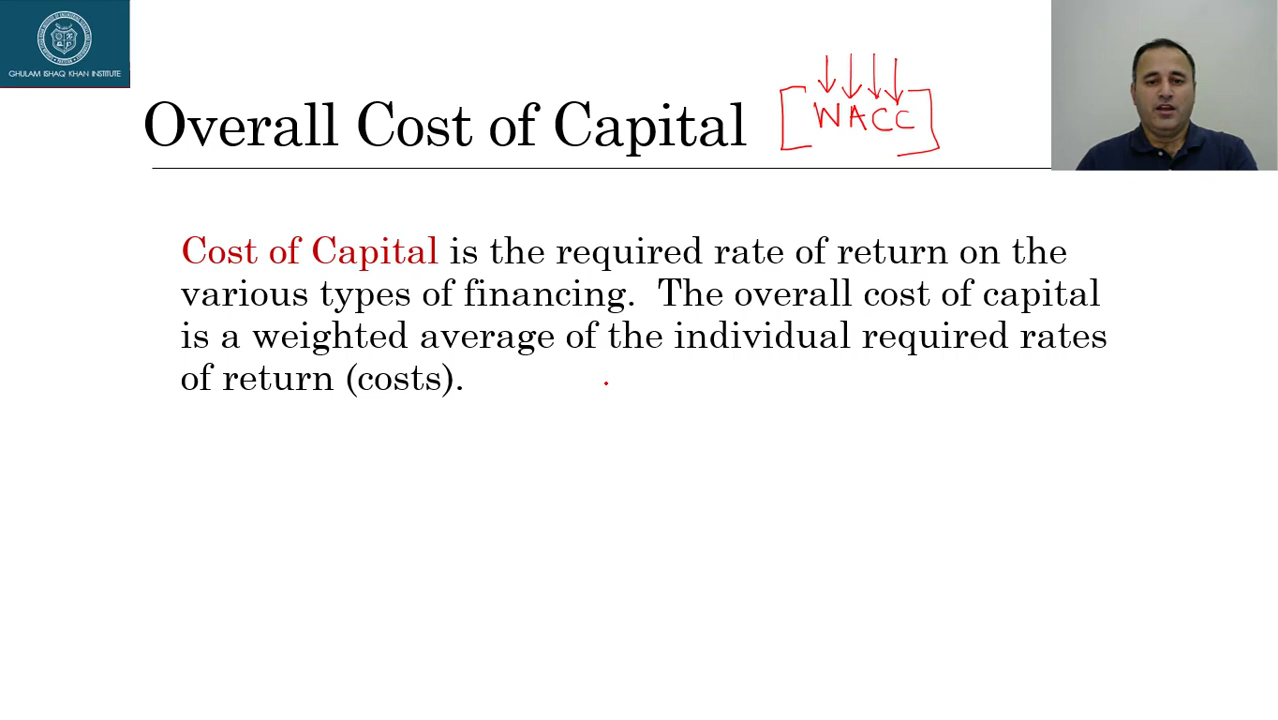 GHULAM ISHAQ KHAN INSTITUTE
Overall Cost of Capital
WACC
Cost of Capital is the required rate of return on the
various types of financing. The overall cost of capital
is a weighted average of the individual required rates
of return (costs).